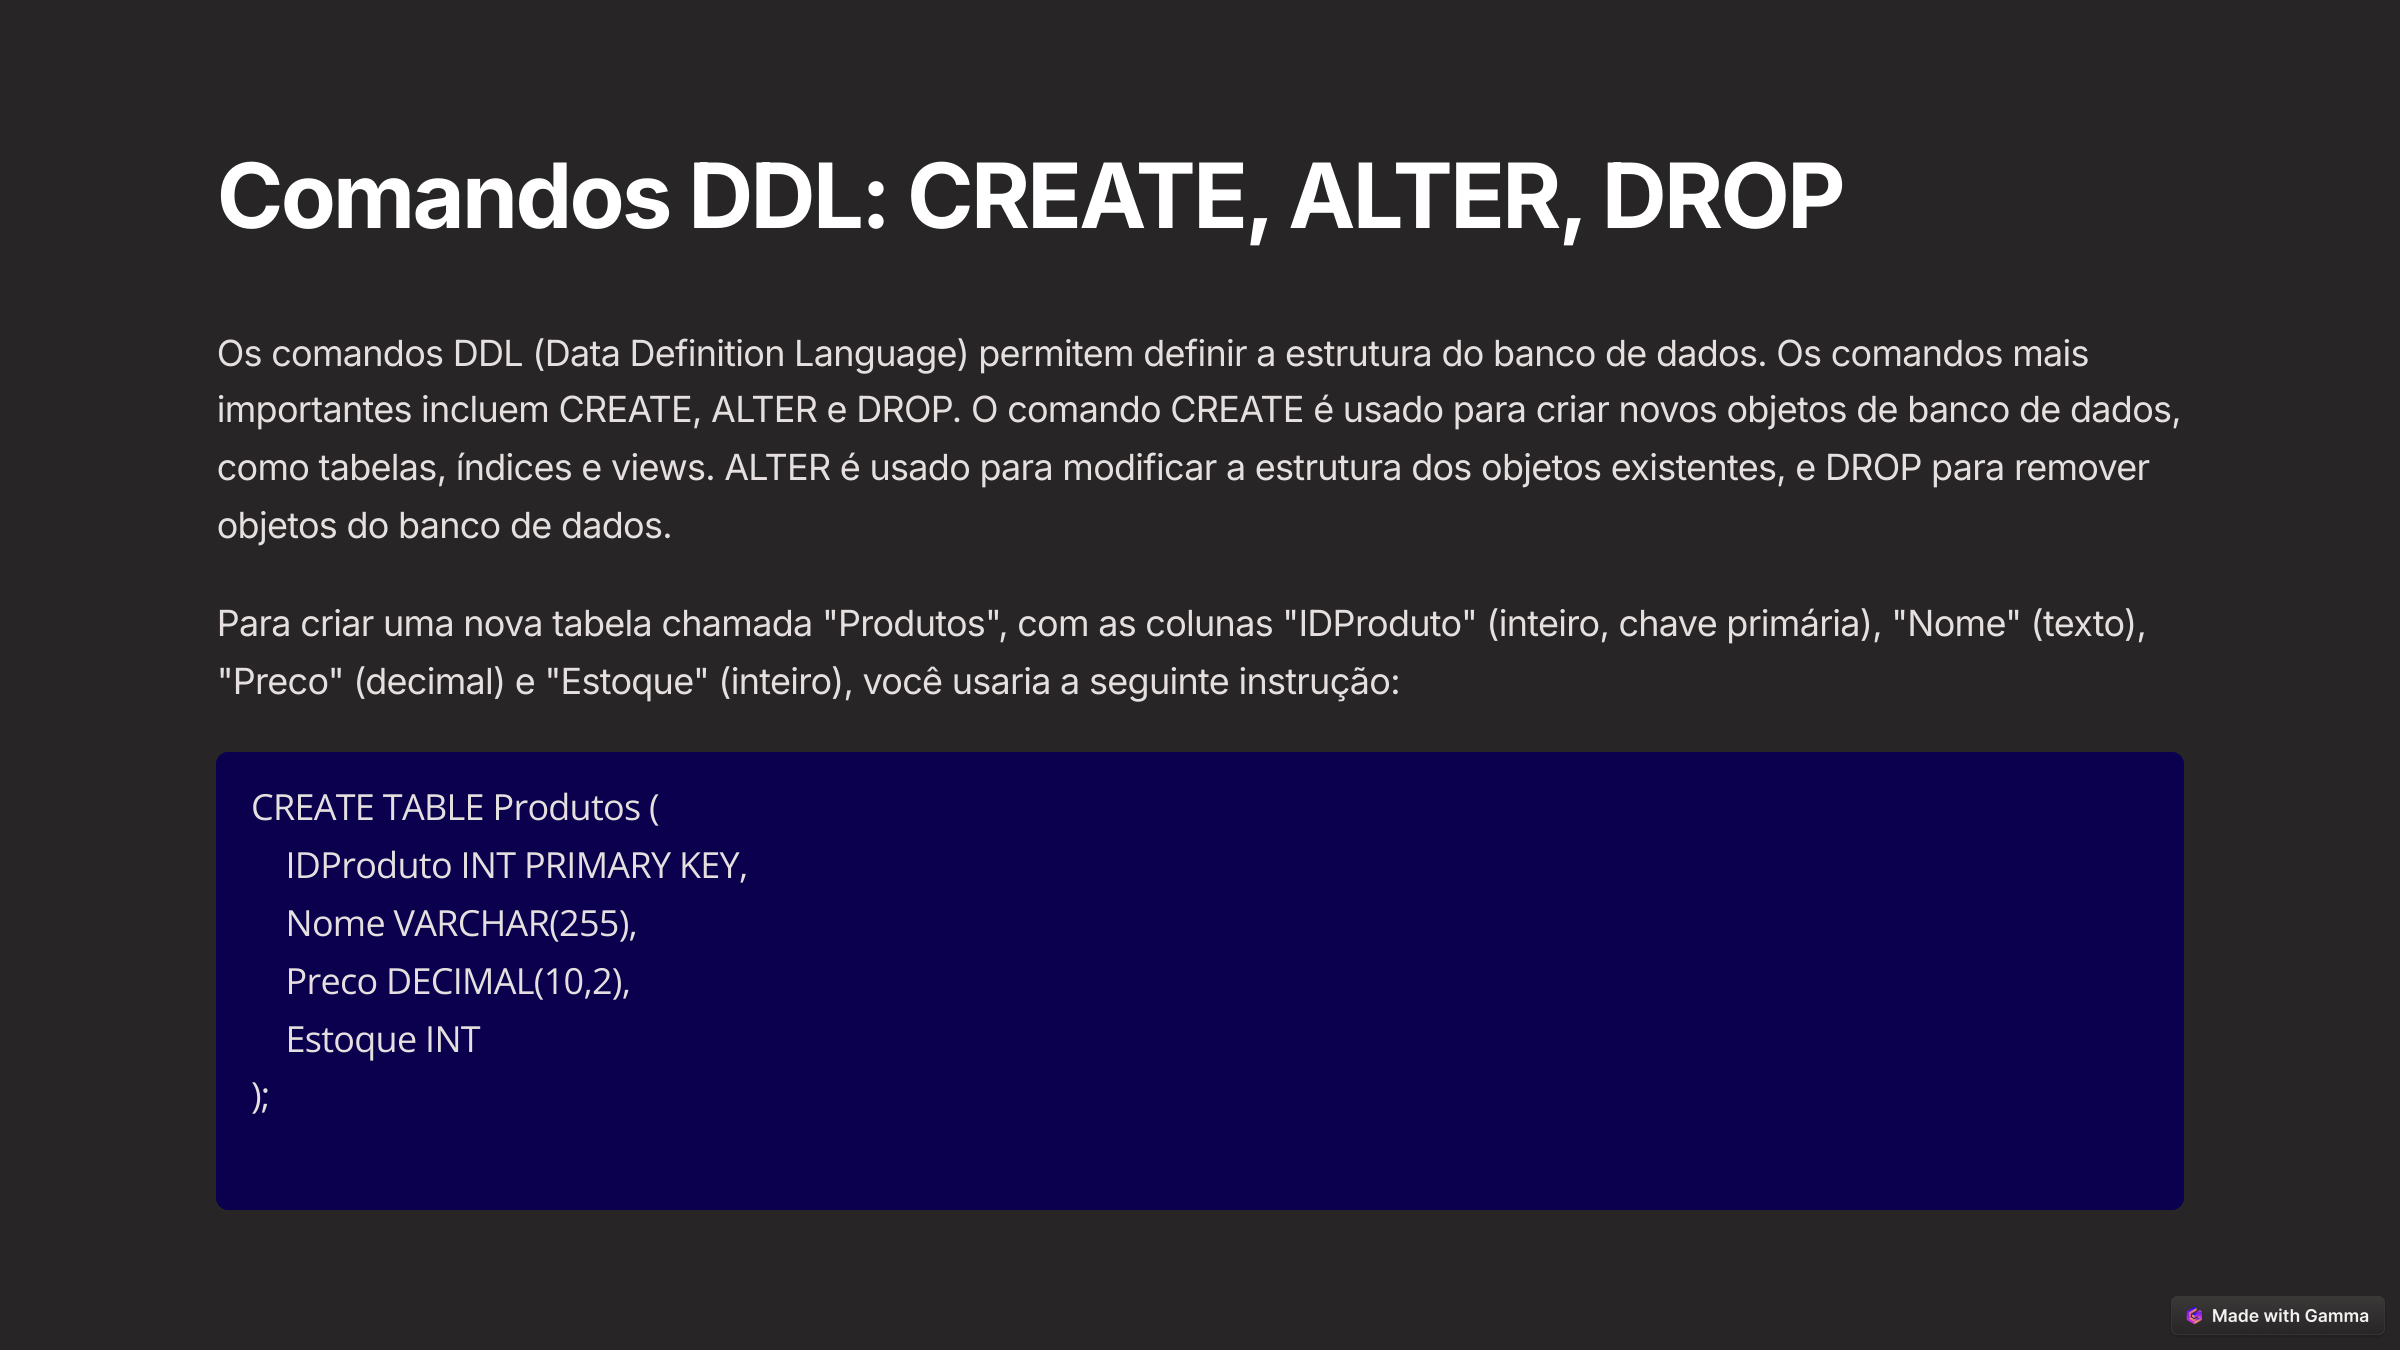 Comandos DDL: CREATE, ALTER, DROP
Os comandos DDL (Data Definition Language) permitem definir a estrutura do banco de dados. Os comandos mais
importantes incluem CREATE, ALTER e DROP. O comando CREATE é usado para criar novos objetos de banco de dados,
como tabelas, índices e views. ALTER é usado para modificar a estrutura dos objetos existentes, e DROP para remover
objetos do banco de dados.
Para criar uma nova tabela chamada "Produtos", com as colunas "IDProduto" (inteiro, chave primária), "Nome" (texto),
"Preco" (decimal) e "Estoque" (inteiro), você usaria a seguinte instrução:
CREATE TABLE Produtos (
    IDProduto INT PRIMARY KEY,
    Nome VARCHAR(255),
    Preco DECIMAL(10,2),
    Estoque INT
);
Made with Gamma